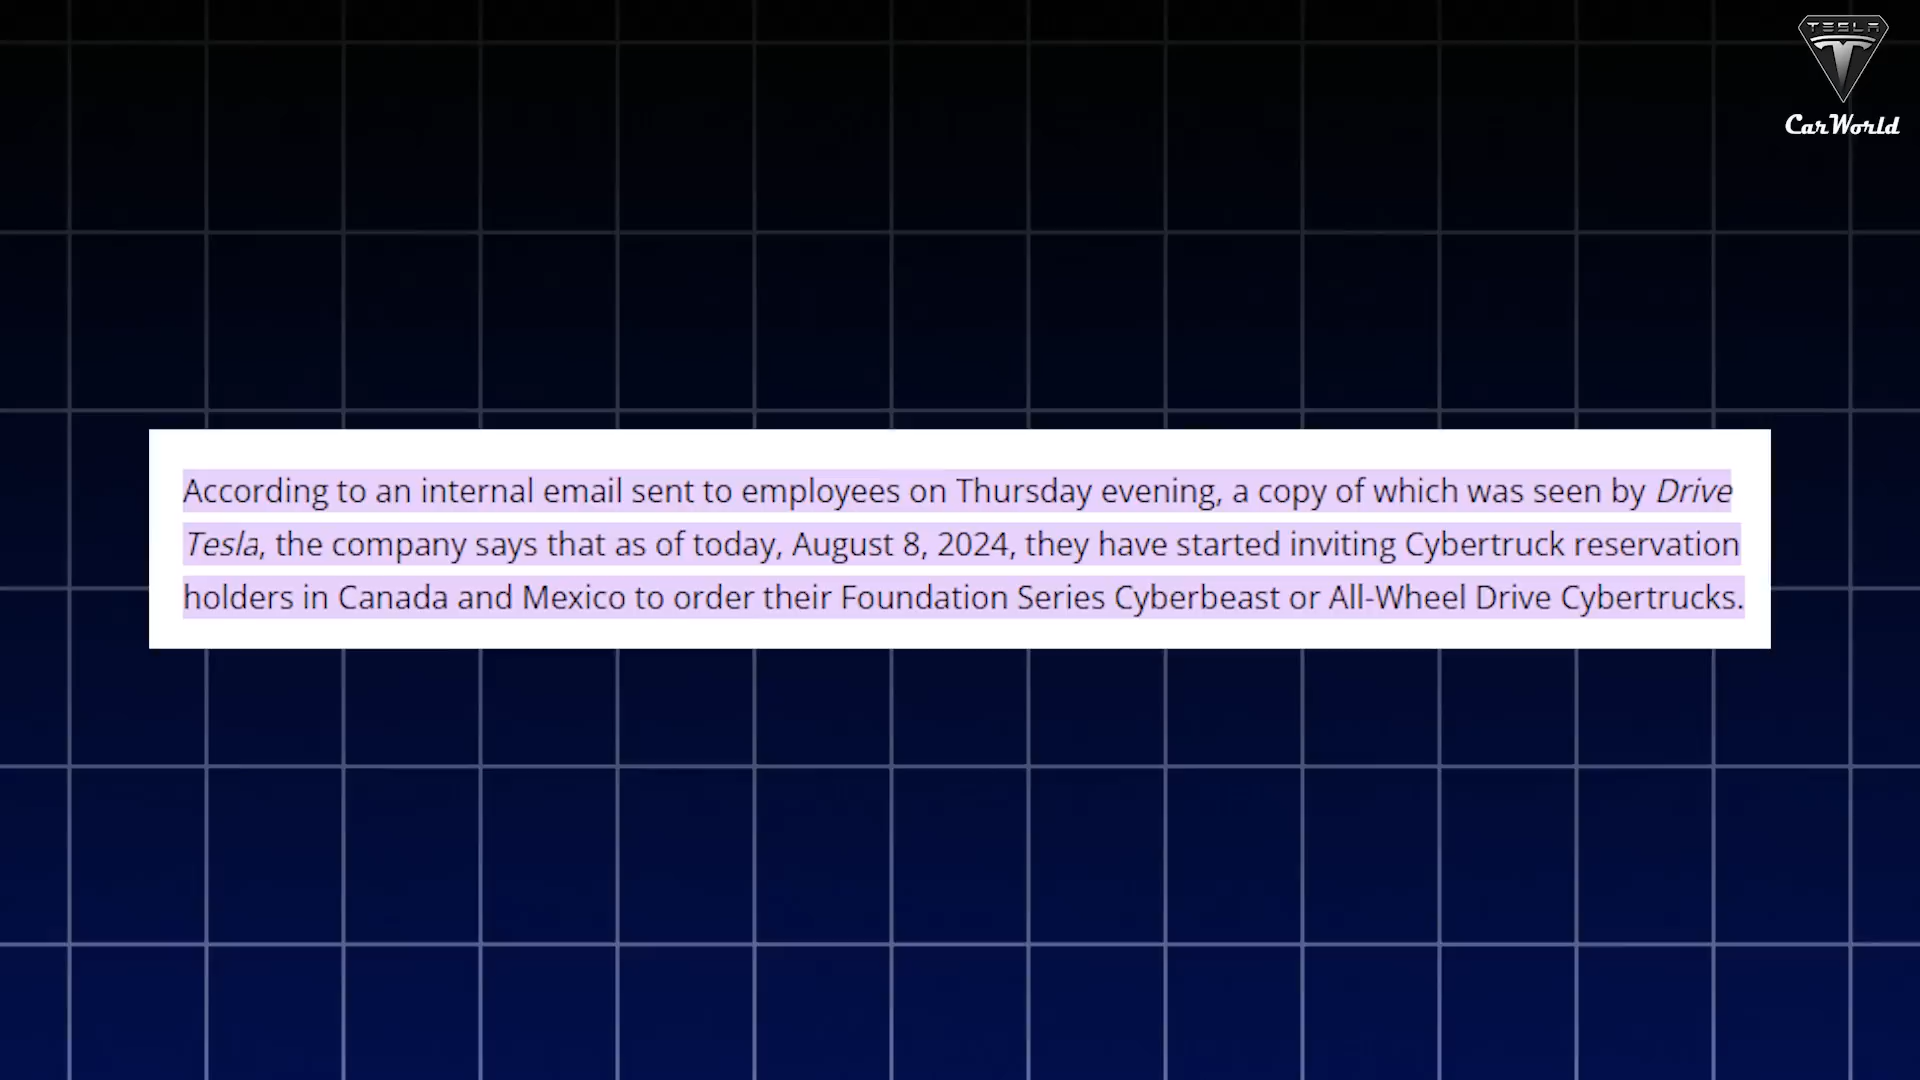 TESLA
CarWorld
According to an internal email sent to employees on Thursday evening, a copy of which was seen by Drive
Tesla, the company says that as of today, August 8, 2024, they have started inviting Cybertruck reservation
holders in Canada and Mexico to order their Foundation Series Cyberbeast or All-Wheel Drive Cybertrucks.